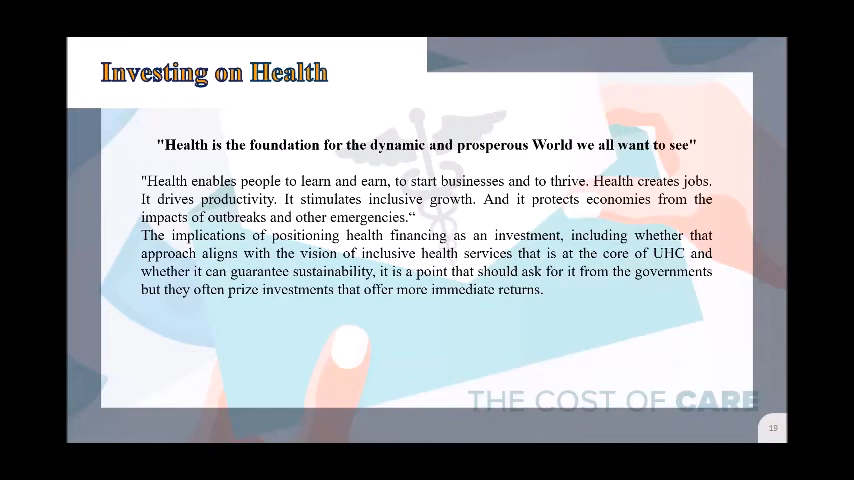 Investing on Health
"Health is the foundation for the dynamic and prosperous World we all want to see"
"Health enables people to learn and earn, to start businesses and to thrive. Health creates jobs.
It drives productivity. It stimulates inclusive growth. And it protects economies from the
impacts of outbreaks and other emergencies.“
The implications of positioning health financing as an investment, including whether that
approach aligns with the vision of inclusive health services that is at the core of UHC and
whether it can guarantee sustainability, it is a point that should ask for it from the governments
but they often prize investments that offer more immediate returns.
THE COST OF CARE
19